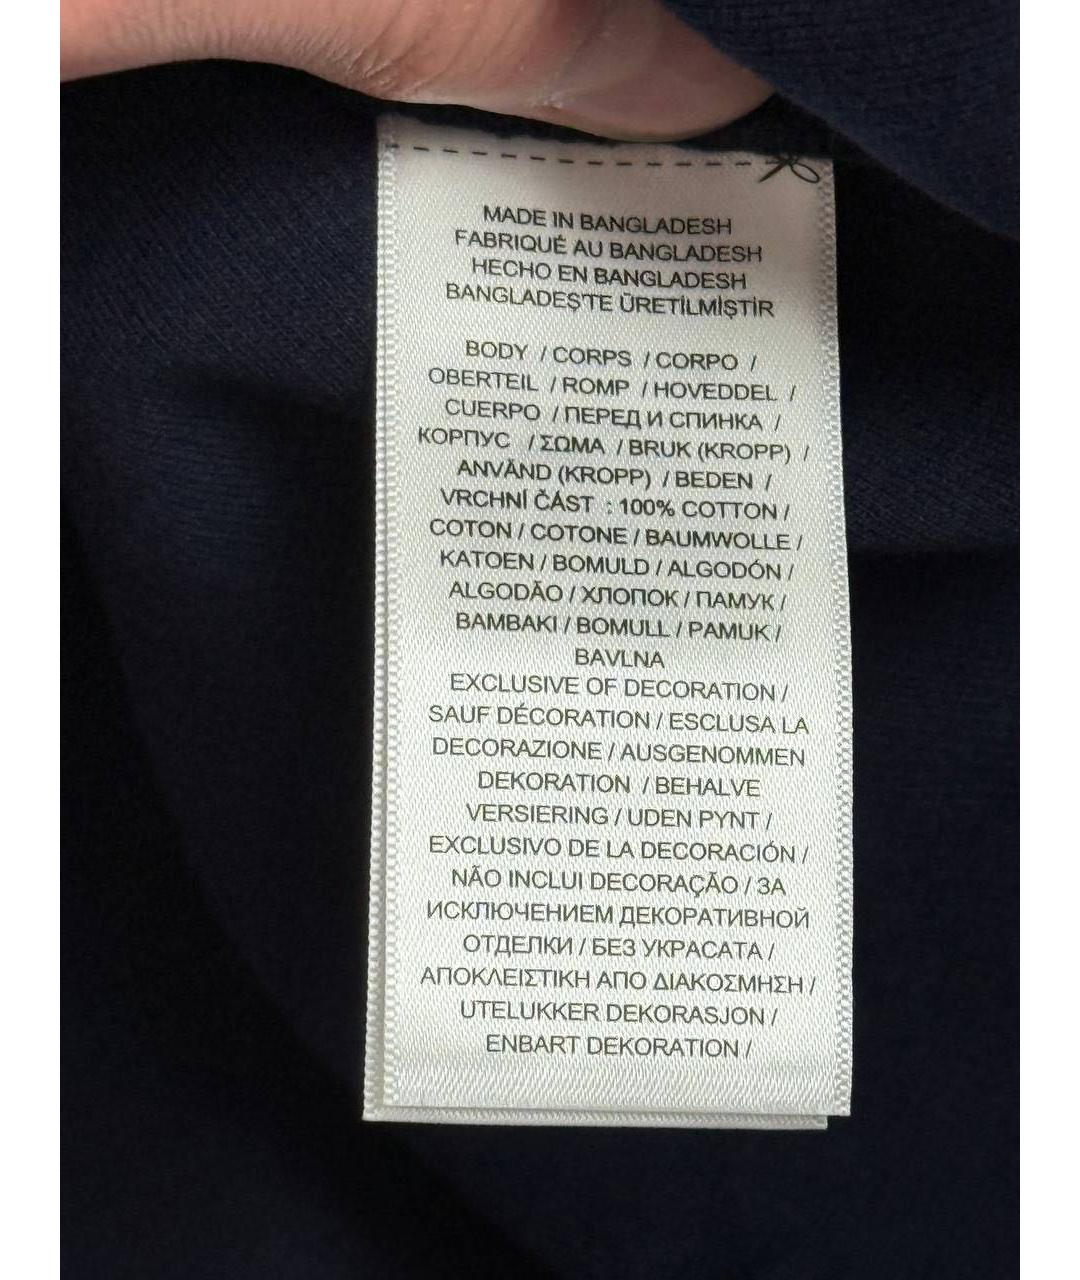 MADE IN BANGLADESH
FABRIQUÉ AU BANGLADESH
HECHO EN BANGLADESH
BANGLADEŞ'TE ÜRETİLMİŞTİR
BODY / CORPS / CORPO /
OBERTEIL / ROMP / HOVEDDEL /
CUERPO / ПЕРЕД И СПИНКА /
КОРПУС / ΣΩΜΑ / BRUK (KROPP) /
ANVÄND (KROPP) / BEDEN /
VRCHNÍ ČÁST : 100% COTTON /
COTON / COTONE / BAUMWOLLE /
KATOEN / BOMULD / ALGODÓN /
ALGODÃO / ХЛОПОК / ПАМУК /
BAMBAKI / BOMULL / PAMUK /
BAVLNA
EXCLUSIVE OF DECORATION /
SAUF DÉCORATION / ESCLUSA LA
DECORAZIONE / AUSGENOMMEN
DEKORATION / BEHALVE
VERSIERING / UDEN PYNT /
EXCLUSIVO DE LA DECORACIÓN /
NÃO INCLUI DECORAÇÃO / ЗА
ИСКЛЮЧЕНИЕМ ДЕКОРАТИВНОЙ
ОТДЕЛКИ / БЕЗ УКРАСАТА /
ΑΠΟΚΛΕΙΣΤΙΚΗ ΑΠΟ ΔΙΑΚΟΣΜΗΣΗ /
UTELUKKER DEKORASJON /
ENBART DEKORATION /